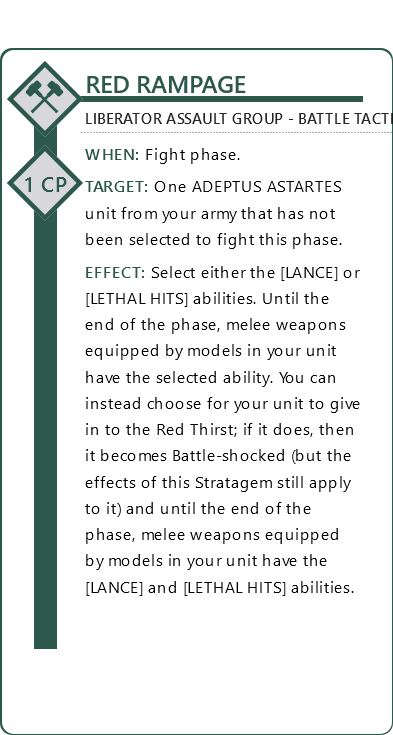 RED RAMPAGE
LIBERATOR ASSAULT GROUP - BATTLE
WHEN: Fight phase.
1 CP
TARGET: One ADEPTUS ASTARTES
unit from your army that has not
been selected to fight this phase.
EFFECT: Select either the [LANCE] or
[LETHAL HITS] abilities. Until the
end of the phase, melee weapons
equipped by models in your unit
have the selected ability. You can
instead choose for your unit to give
in to the Red Thirst; if it does, then
it becomes Battle-shocked (but the
effects of this Stratagem still apply
to it) and until the end of the
phase, melee weapons equipped
by models in your unit have the
[LANCE] and [LETHAL HITS] abilities.